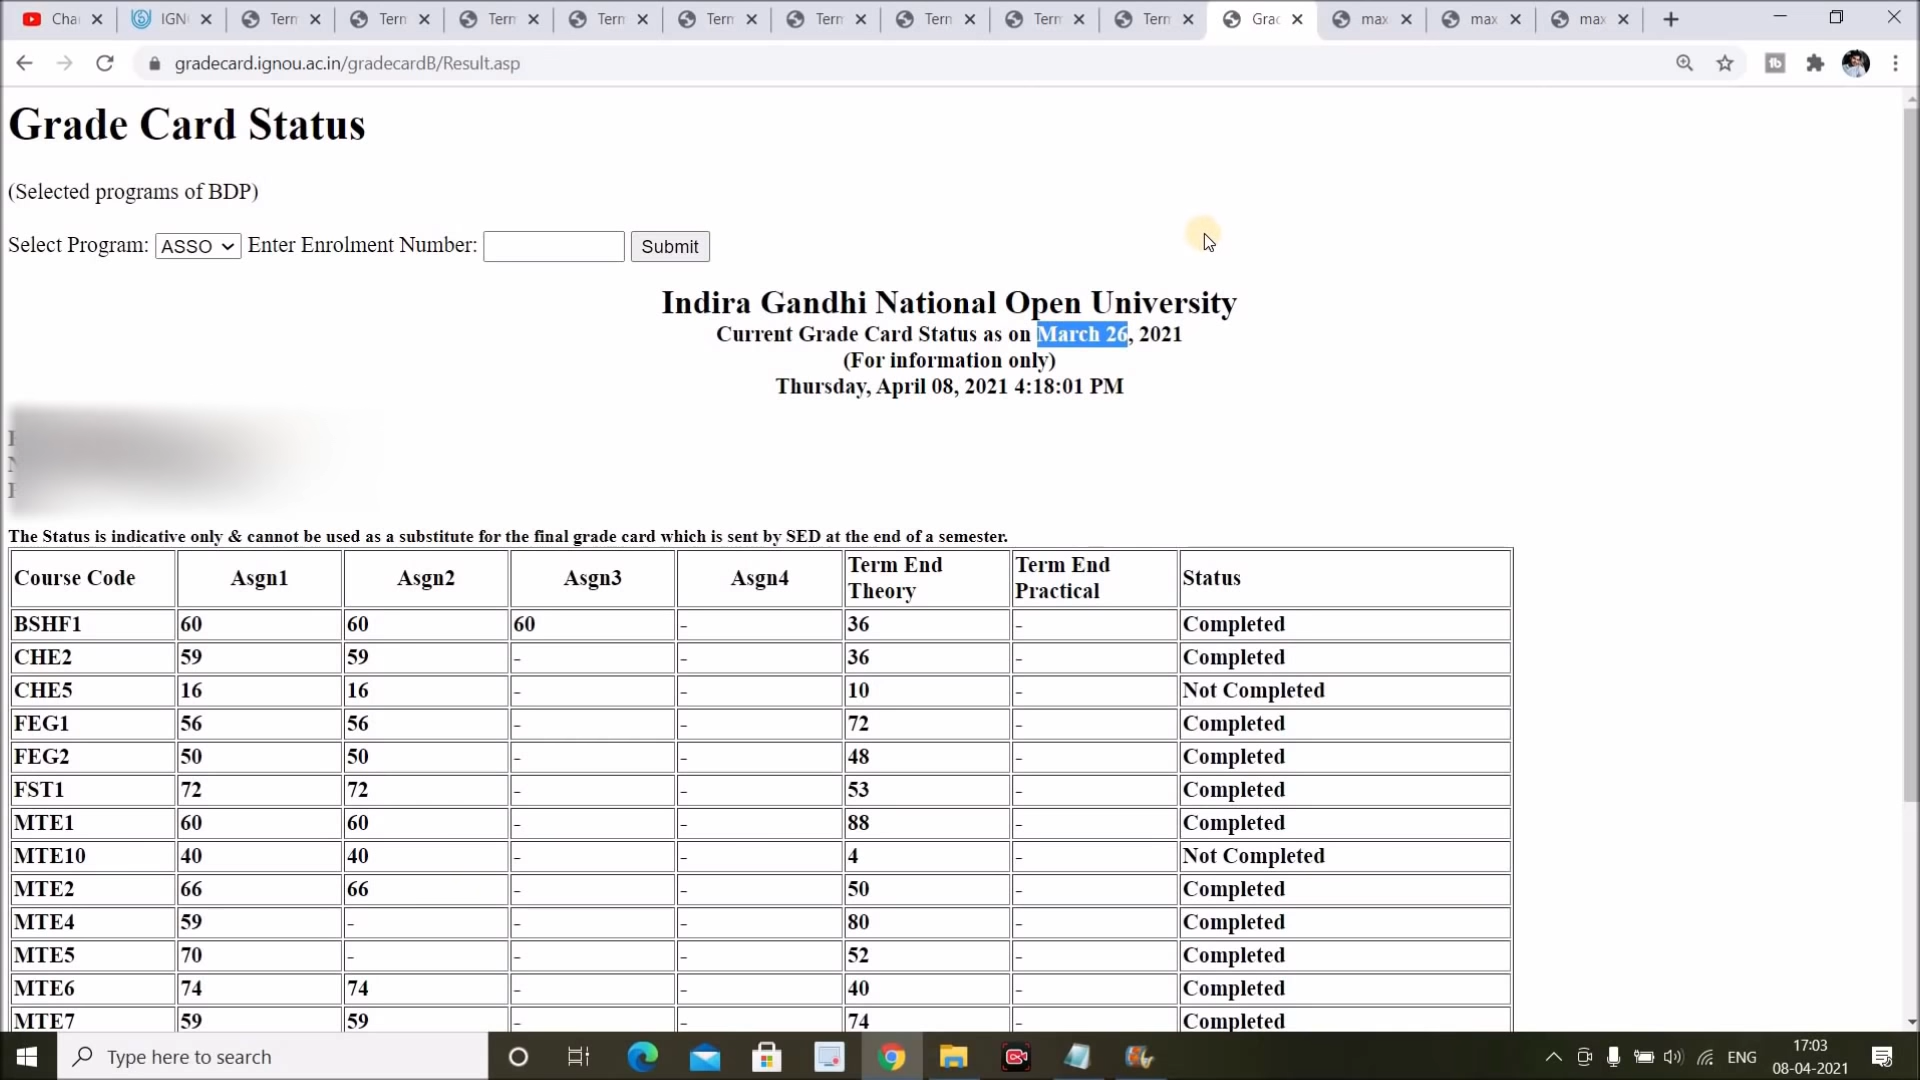 Cha
IGN
Term
Term
Term
Term
Term
Term
Term
Term
Term
Grac
max
max
max
gradecard.ignou.ac.in/gradecardB/Result.asp
Grade Card Status
(Selected programs of BDP)
Select Program: ASSO Enter Enrolment Number: Submit
Indira Gandhi National Open University
Current Grade Card Status as on March 26, 2021
(For information only)
Thursday, April 08, 2021 4:18:01 PM
The Status is indicative only & cannot be used as a substitute for the final grade card which is sent by SED at the end of a semester.
Course Code Asgn1 Asgn2 Asgn3 Asgn4 Term End Theory Term End Practical Status
BSHF1 60 60 60 - 36 - Completed
CHE2 59 59 - - 36 - Completed
CHE5 16 16 - - 10 - Not Completed
FEG1 56 56 - - 72 - Completed
FEG2 50 50 - - 48 - Completed
FST1 72 72 - - 53 - Completed
MTE1 60 60 - - 88 - Completed
MTE10 40 40 - - 4 - Not Completed
MTE2 66 66 - - 50 - Completed
MTE4 59 - - - 80 - Completed
MTE5 70 - - - 52 - Completed
MTE6 74 74 - - 40 - Completed
MTE7 59 59 - - 74 - Completed
Type here to search
ENG
17:03
08-04-2021